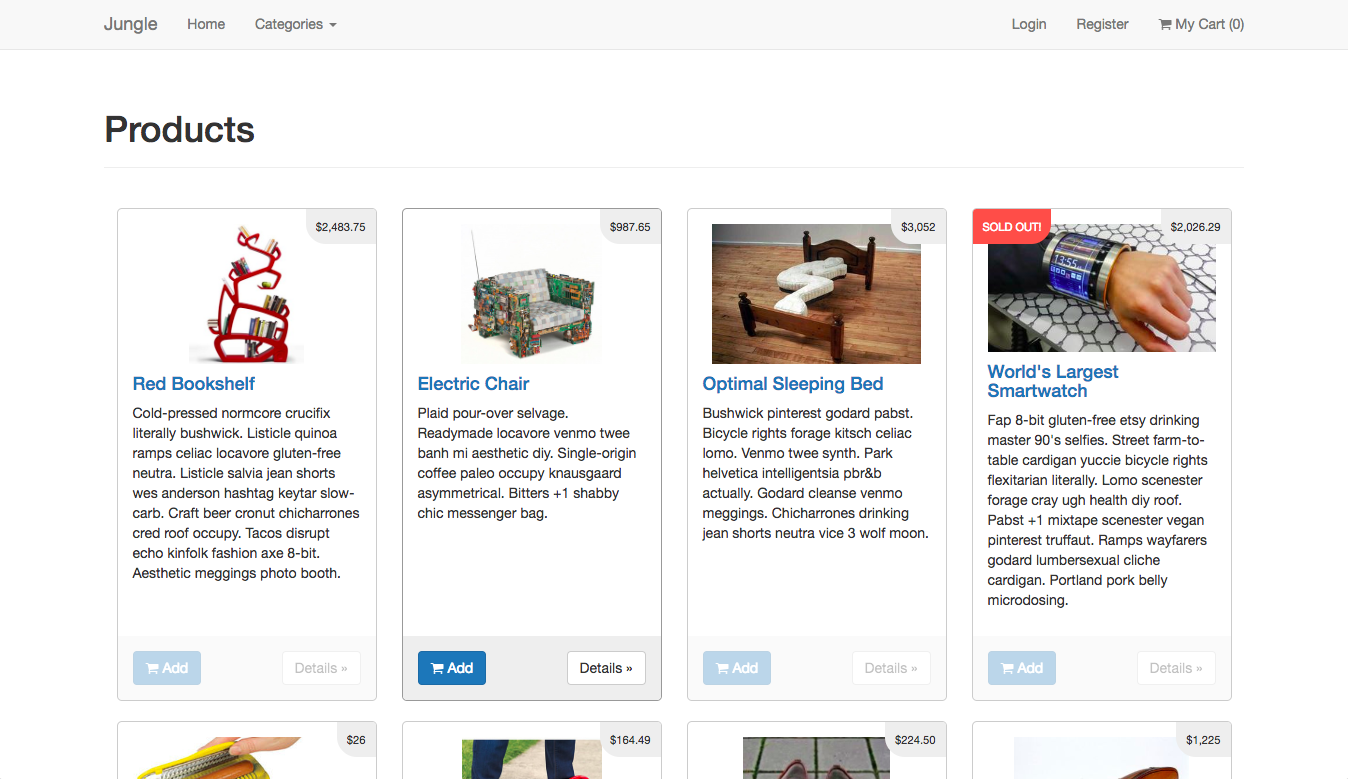 Jungle Home Categories Login Register My Cart (0)
Products
$2,483.75
Red Bookshelf
Cold-pressed normcore crucifix
literally bushwick. Listicle quinoa
ramps celiac locavore gluten-free
neutra. Listicle salvia jean shorts
wes anderson hashtag keytar slow-
carb. Craft beer cronut chicharrones
cred roof occupy. Tacos disrupt
echo kinfolk fashion axe 8-bit.
Aesthetic meggings photo booth.
Add Details »
$987.65
Electric Chair
Plaid pour-over selvage.
Readymade locavore venmo twee
banh mi aesthetic diy. Single-origin
coffee paleo occupy knausgaard
asymmetrical. Bitters +1 shabby
chic messenger bag.
Add Details »
$3,052
Optimal Sleeping Bed
Bushwick pinterest godard pabst.
Bicycle rights forage kitsch celiac
lomo. Venmo twee synth. Park
helvetica intelligentsia pbr&b
actually. Godard cleanse venmo
meggings. Chicharrones drinking
jean shorts neutra vice 3 wolf moon.
Add Details »
SOLD OUT! $2,026.29
13:55
World's Largest
Smartwatch
Fap 8-bit gluten-free etsy drinking
master 90's selfies. Street farm-to-
table cardigan yuccie bicycle rights
flexitarian literally. Lomo scenester
forage cray ugh health diy roof.
Pabst +1 mixtape scenester vegan
pinterest truffaut. Ramps wayfarers
godard lumbersexual cliche
cardigan. Portland pork belly
microdosing.
Add Details »
$26
$164.49
$224.50
$1,225